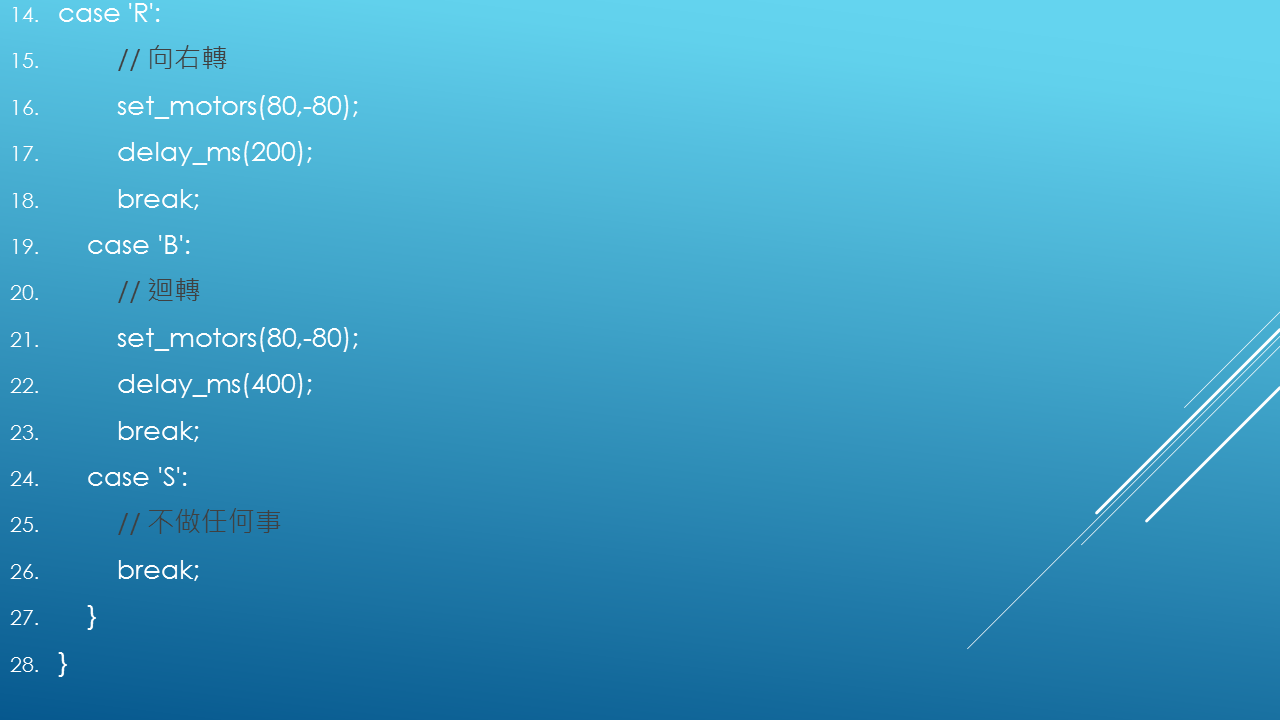 14. case 'R':
15. // 向右轉
16. set_motors(80,-80);
17. delay_ms(200);
18. break;
19. case 'B':
20. // 迴轉
21. set_motors(80,-80);
22. delay_ms(400);
23. break;
24. case 'S':
25. // 不做任何事
26. break;
27. }
28. }